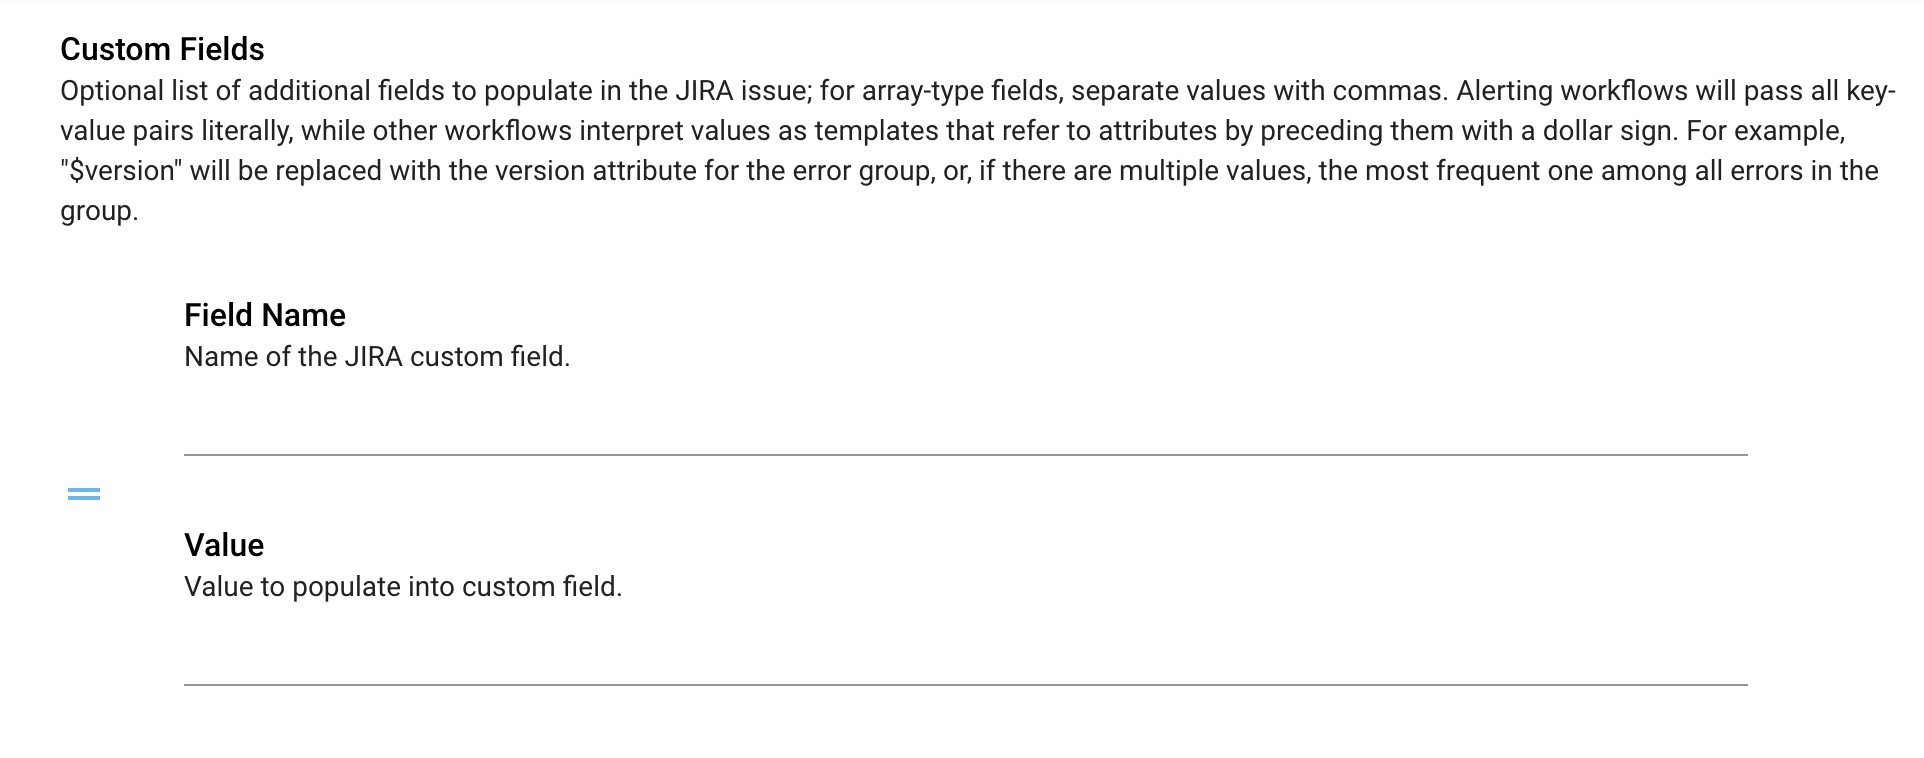 Custom Fields
Optional list of additional fields to populate in the JIRA issue; for array-type fields, separate values with commas. Alerting workflows will pass all key-
value pairs literally, while other workflows interpret values as templates that refer to attributes by preceding them with a dollar sign. For example,
"$version" will be replaced with the version attribute for the error group, or, if there are multiple values, the most frequent one among all errors in the
group.
Field Name
Name of the JIRA custom field.
Value
Value to populate into custom field.